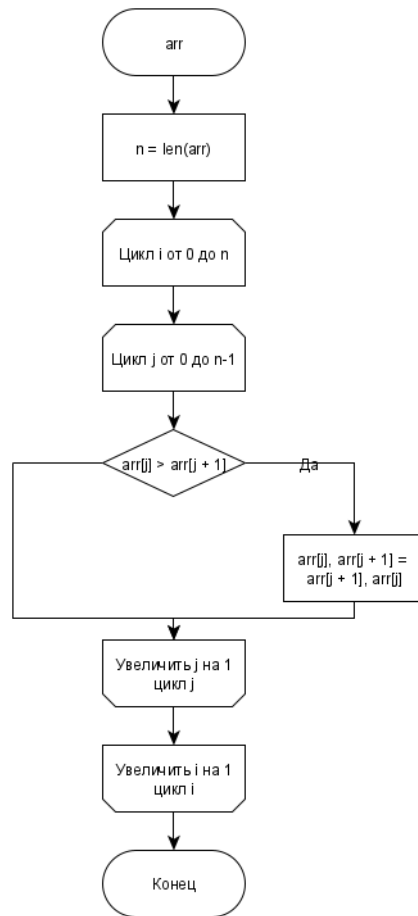 arr
n = len(arr)
Цикл i от 0 до n
Цикл j от 0 до n-1
arr[j] > arr[j + 1]
Да
arr[j], arr[j + 1] =
arr[j + 1], arr[j]
Увеличить j на 1
цикл j
Увеличить i на 1
цикл i
Конец